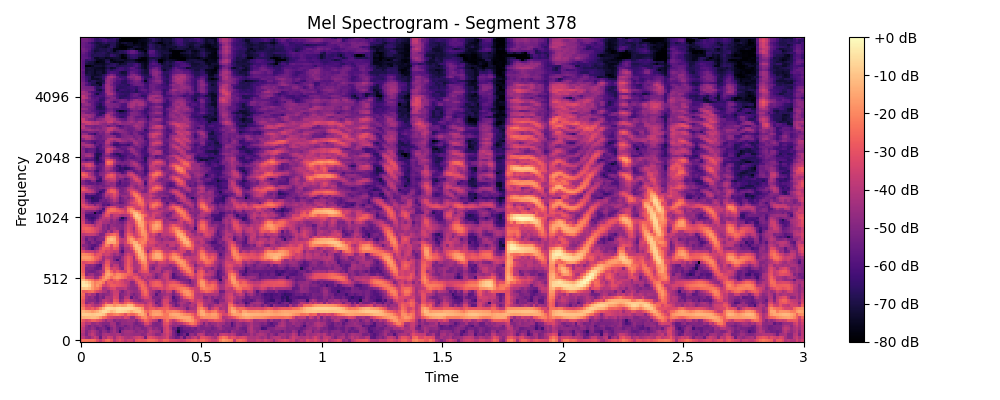 Mel Spectrogram - Segment 378
Frequency
4096
2048
1024
512
0
0 0.5 1 1.5 2 2.5 3
Time
+0 dB
-10 dB
-20 dB
-30 dB
-40 dB
-50 dB
-60 dB
-70 dB
-80 dB